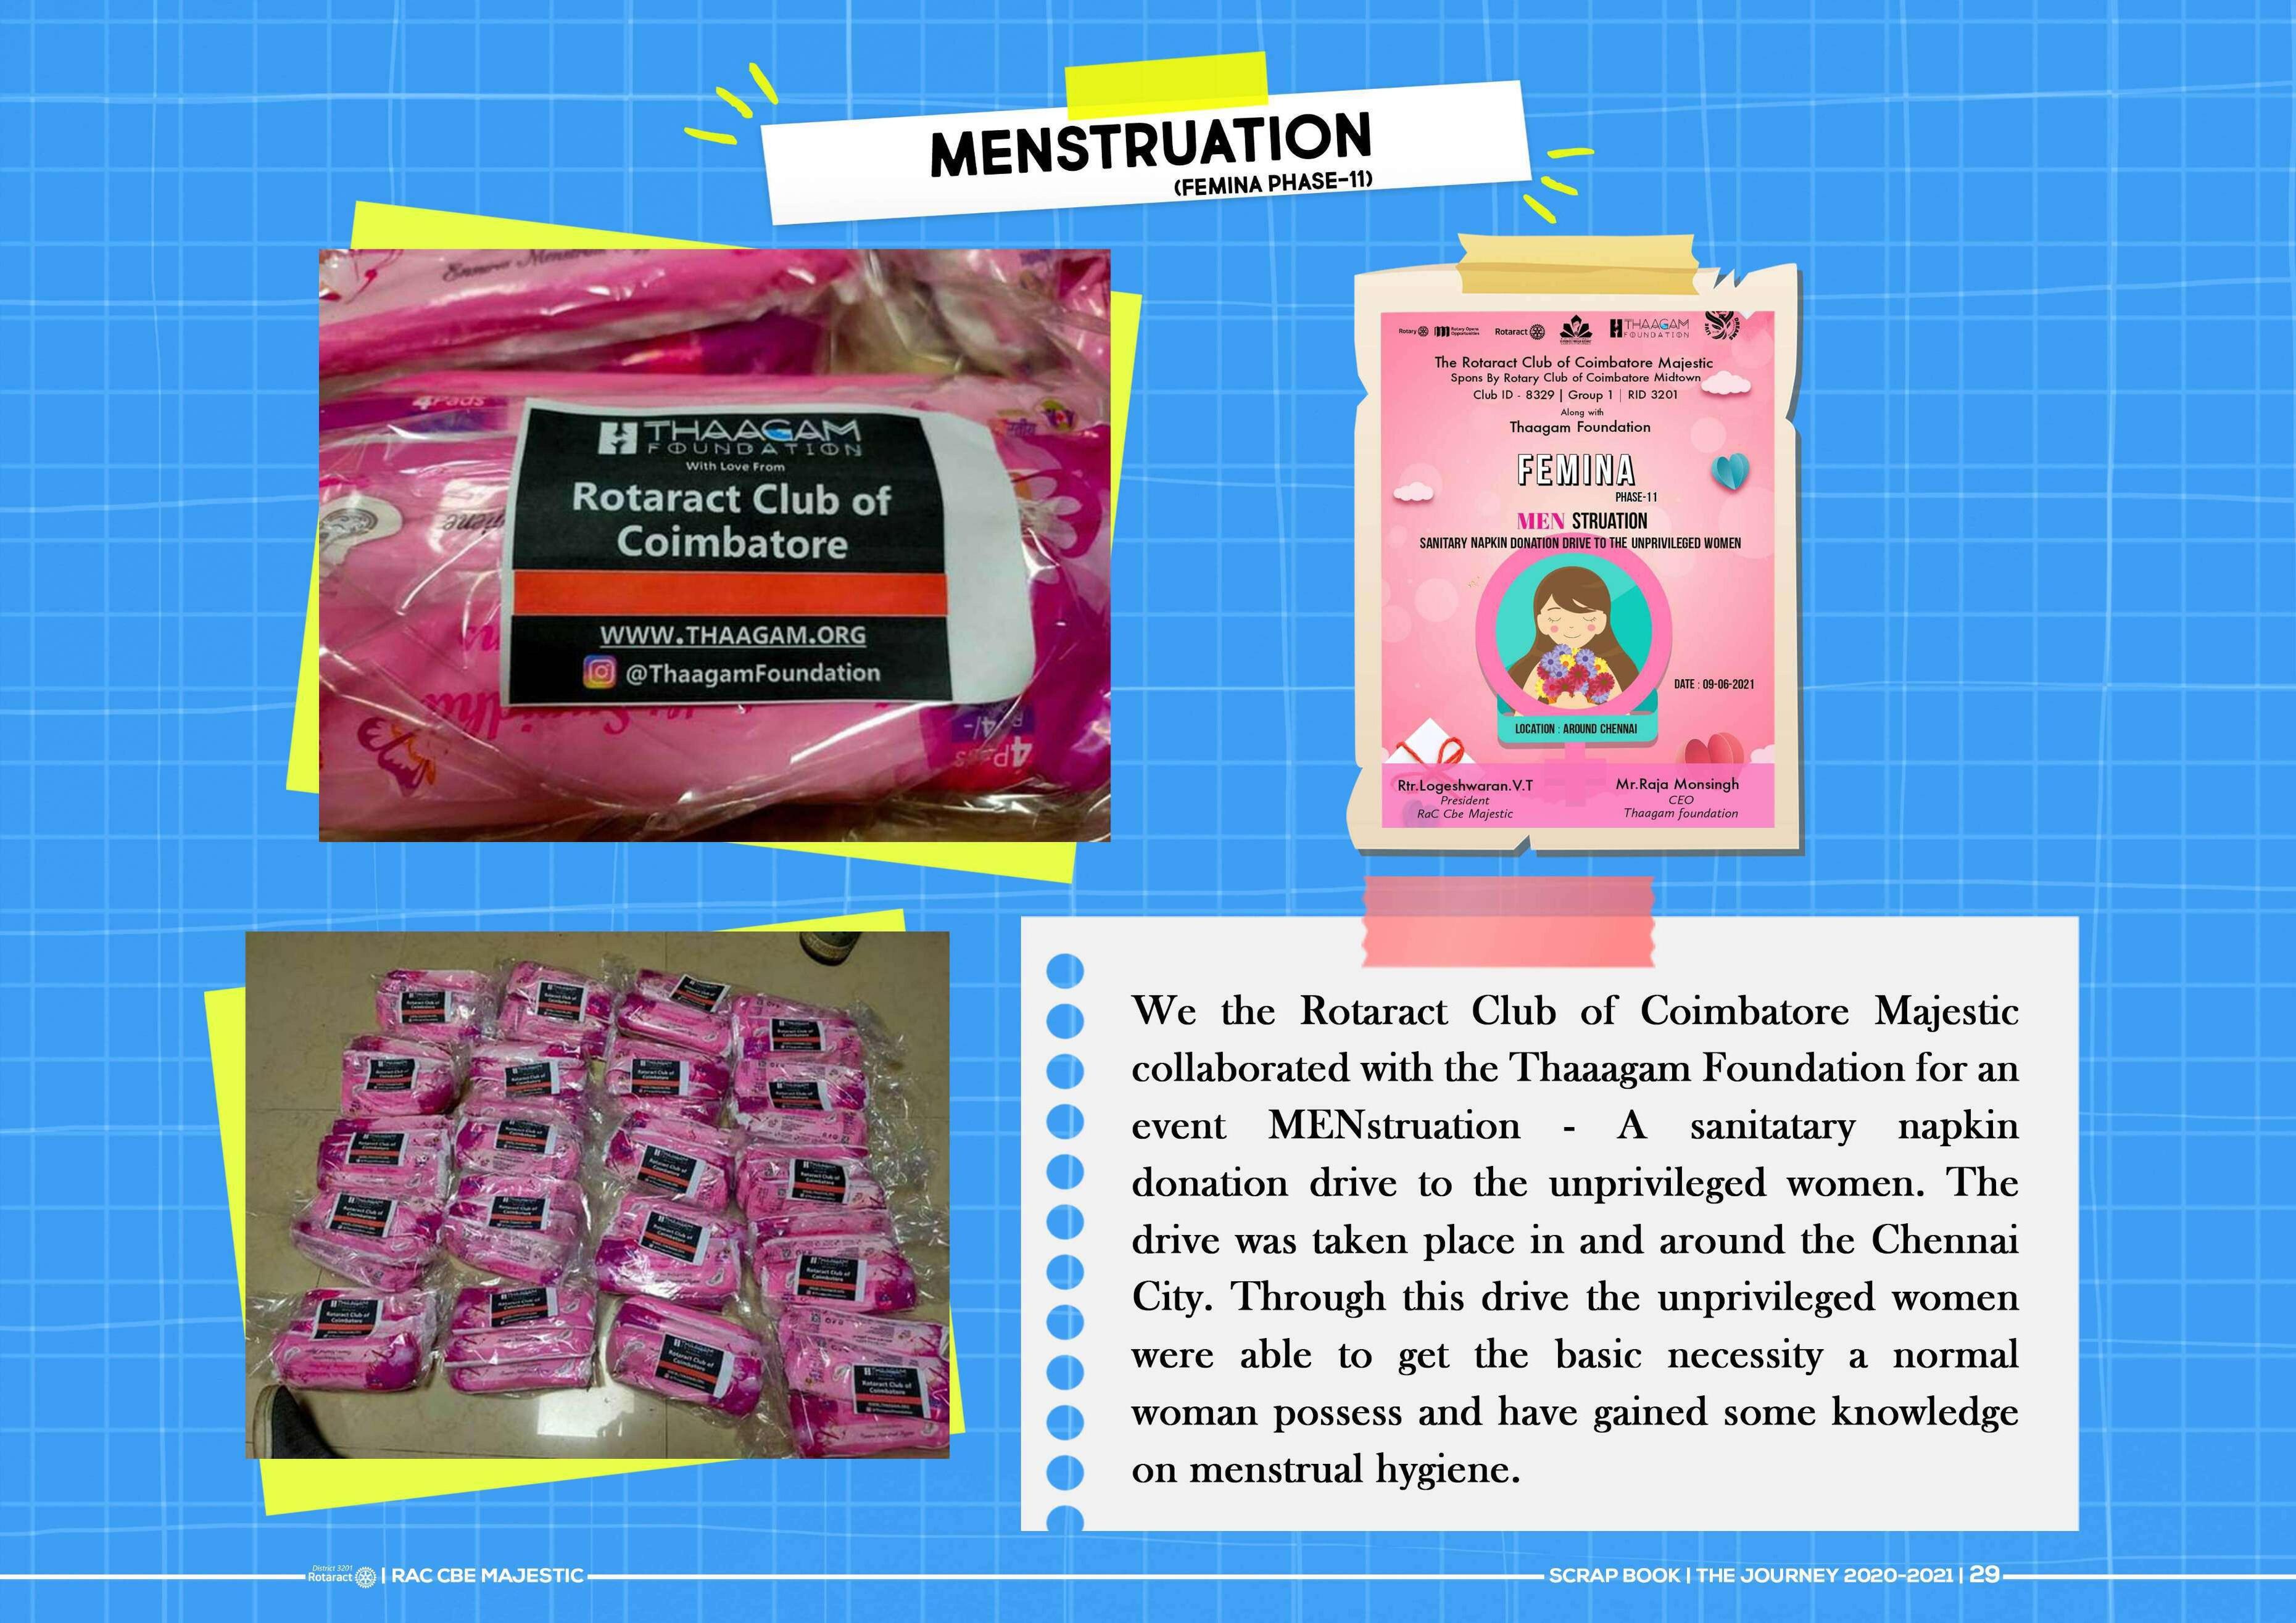 MENSTRUATION
(FEMINA PHASE-11)
4Pads
THAAGAM
FOUNDATION
With Love From
Rotaract Club of
Coimbatore
WWW.THAAGAM.ORG
@ThaagamFoundation
4Pads
Rotary
Rotaract
THAAGAM
FOUNDATION
The Rotaract Club of Coimbatore Majestic
Spons By Rotary Club of Coimbatore Midtown
Club ID - 8329 | Group 1 | RID 3201
Along with
Thaagam Foundation
FEMINA
PHASE-11
MEN STRUATION
SANITARY NAPKIN DONATION DRIVE TO THE UNPRIVILEGED WOMEN
DATE : 09-06-2021
LOCATION : AROUND CHENNAI
Rtr.Logeshwaran.V.T
President
RaC Cbe Majestic
Mr.Raja Monsingh
CEO
Thaagam foundation
We the Rotaract Club of Coimbatore Majestic
collaborated with the Thaaagam Foundation for an
event MENstruation - A sanitatary napkin
donation drive to the unprivileged women. The
drive was taken place in and around the Chennai
City. Through this drive the unprivileged women
were able to get the basic necessity a normal
woman possess and have gained some knowledge
on menstrual hygiene.
District 3201
Rotaract | RAC CBE MAJESTIC
SCRAP BOOK | THE JOURNEY 2020-2021 | 29